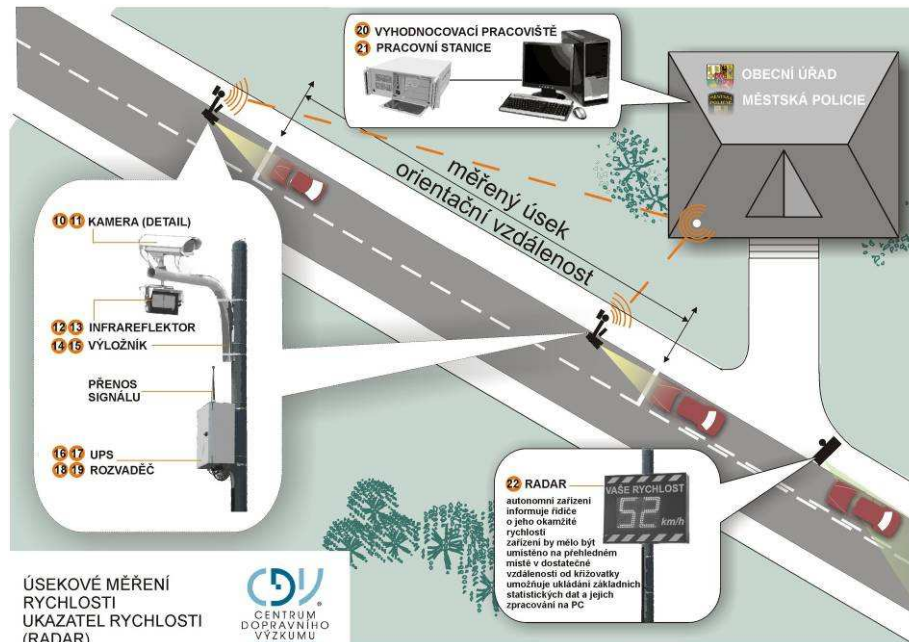 20 VYHODNOCOVACÍ PRACOVIŠTĚ
21 PRACOVNÍ STANICE
OBECNÍ ÚŘAD
MĚSTSKÁ POLICIE
měřený úsek
orientační vzdálenost
10 11 KAMERA (DETAIL)
12 13 INFRAREFLEKTOR
14 15 VÝLOŽNÍK
PŘENOS
SIGNÁLU
16 17 UPS
18 19 ROZVADĚČ
22 RADAR
autonomní zařízení
informuje řidiče
o jeho okamžité
rychlosti
zařízení by mělo být
umístěno na přehledném
místě v dostatečné
vzdálenosti od křižovatky
umožňuje ukládání základních
statistických dat a jejich
zpracování na PC
VAŠE RYCHLOST
52
km/h
ÚSEKOVÉ MĚŘENÍ
RYCHLOSTI
UKAZATEL RYCHLOSTI
(RADAR)
CDV
CENTRUM
DOPRAVNÍHO
VÝZKUMU